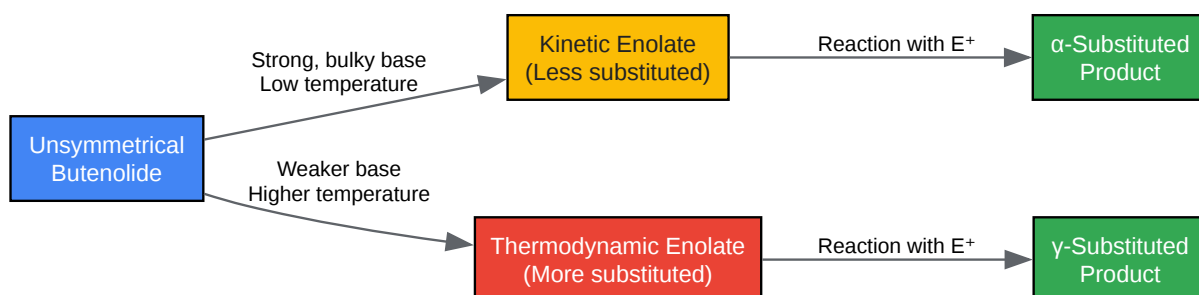 Unsymmetrical
Butenolide
Strong, bulky base
Low temperature
Kinetic Enolate
(Less substituted)
Reaction with E⁺
α-Substituted
Product
Weaker base
Higher temperature
Thermodynamic Enolate
(More substituted)
Reaction with E⁺
γ-Substituted
Product